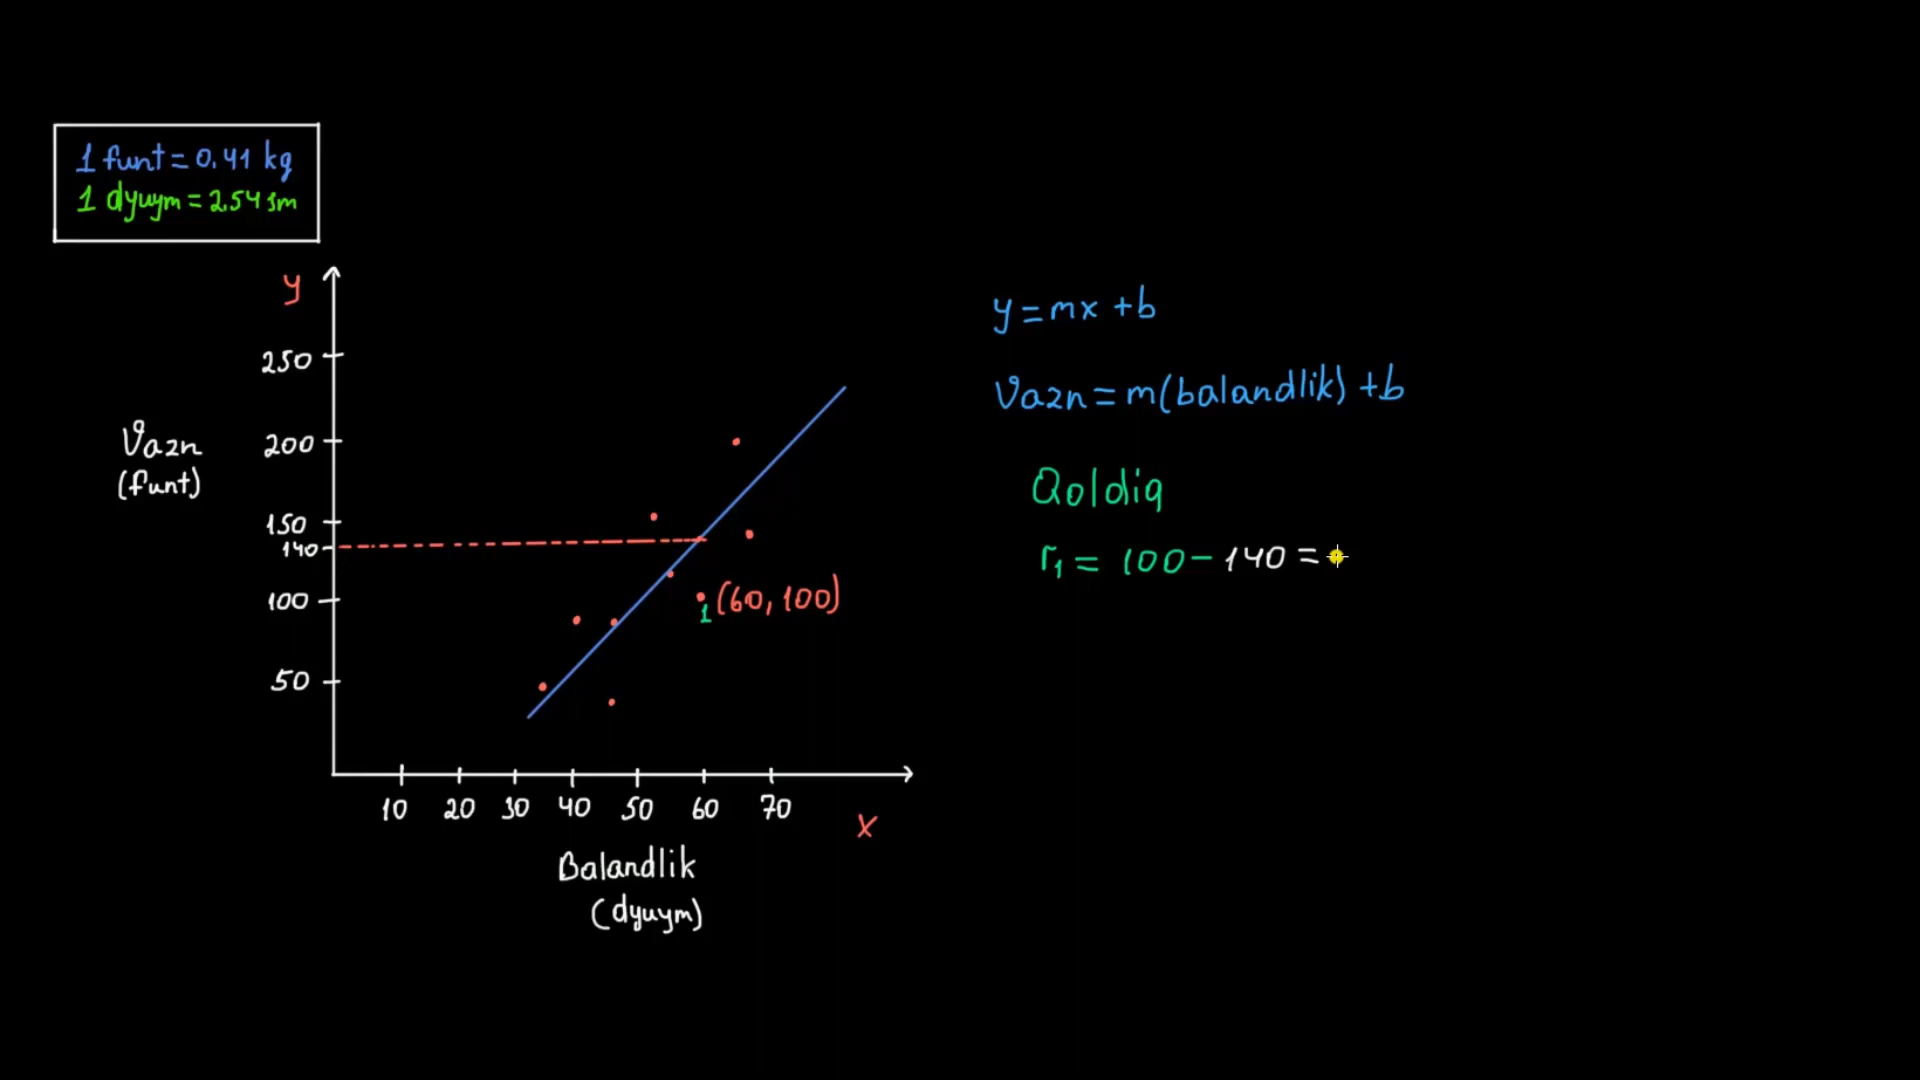 1 funt = 0.41 kg
1 dyuym = 2.54 sm
y
250
200
150
140
100
50
Vazn
(funt)
1 (60, 100)
10 20 30 40 50 60 70
x
Balandlik
(dyuym)
y = mx + b
Vazn = m(balandlik) + b
Qoldiq
r₁ = 100 - 140 =